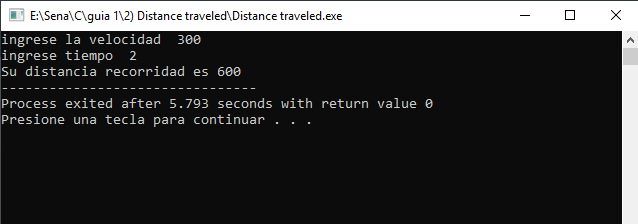 E:\Sena\C\guia 1\2) Distance traveled\Distance traveled.exe
ingrese la velocidad  300
ingrese tiempo  2
Su distancia recorridad es 600
--------------------------------
Process exited after 5.793 seconds with return value 0
Presione una tecla para continuar . . .